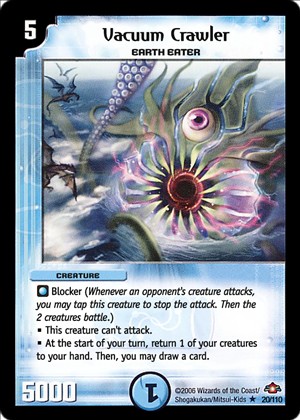 5
Vacuum Crawler
EARTH EATER
CREATURE
Blocker (Whenever an opponent's creature attacks,
you may tap this creature to stop the attack. Then the
2 creatures battle.)
▪ This creature can't attack.
▪ At the start of your turn, return 1 of your creatures
to your hand. Then, you may draw a card.
5000
1
©2006 Wizards of the Coast/
Shogakukan/Mitsui-Kids ★ 20/110